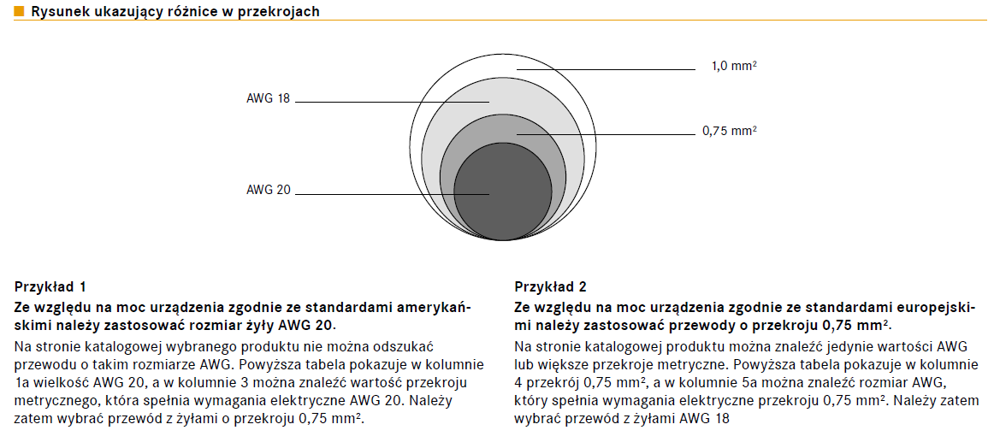 Rysunek ukazujący różnice w przekrojach
1,0 mm²
AWG 18
0,75 mm²
AWG 20
Przykład 1
Ze względu na moc urządzenia zgodnie ze standardami amerykań-
skimi należy zastosować rozmiar żyły AWG 20.
Na stronie katalogowej wybranego produktu nie można odszukać
przewodu o takim rozmiarze AWG. Powyższa tabela pokazuje w kolumnie
1a wielkość AWG 20, a w kolumnie 3 można znaleźć wartość przekroju
metrycznego, która spełnia wymagania elektryczne AWG 20. Należy
zatem wybrać przewód z żyłami o przekroju 0,75 mm².
Przykład 2
Ze względu na moc urządzenia zgodnie ze standardami europejski-
mi należy zastosować przewody o przekroju 0,75 mm².
Na stronie katalogowej produktu można znaleźć jedynie wartości AWG
lub większe przekroje metryczne. Powyższa tabela pokazuje w kolumnie
4 przekrój 0,75 mm², a w kolumnie 5a można znaleźć rozmiar AWG,
który spełnia wymagania elektryczne przekroju 0,75 mm². Należy zatem
wybrać przewód z żyłami AWG 18